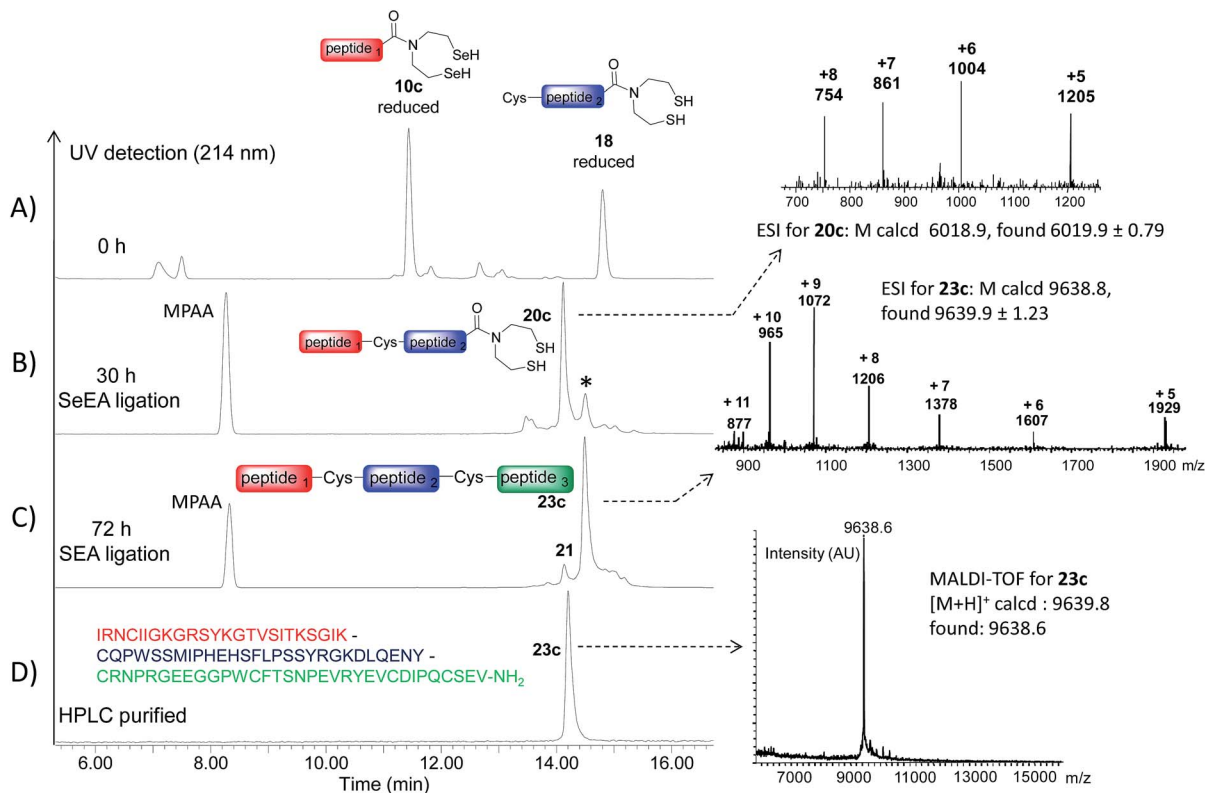 O
peptide 1
N
SeH
SeH
10c
reduced
O
Cys
peptide 2
N
SH
SH
18
reduced
UV detection (214 nm)
A)
0 h
+8
754
+7
861
+6
1004
+5
1205
700 800 900 1000 1100 1200
ESI for 20c: M calcd 6018.9, found 6019.9 ± 0.79
B)
30 h
SeEA ligation
MPAA
O
20c
peptide 1 Cys peptide 2
N
SH
SH
*
ESI for 23c: M calcd 9638.8,
found 9639.9 ± 1.23
+ 11
877
+ 10
965
+ 9
1072
+ 8
1206
+ 7
1378
+ 6
1607
+ 5
1929
900 1100 1300 1500 1700 1900 m/z
peptide 1 Cys peptide 2 Cys peptide 3
C)
72 h
SEA ligation
MPAA
21
23c
D)
IRNCIIGKGRSYKGTVSITKSGIK -
CQPWSSMIPHEHSFLPSSYRGKDLQENY -
CRNPRGEEGGPWCFTSNPEVRYEVCDIPQCSEV-NH2
HPLC purified
23c
6.00 8.00 10.00 12.00 14.00 16.00
Time (min)
9638.6
Intensity (AU)
MALDI-TOF for 23c
[M+H]+ calcd : 9639.8
found: 9638.6
7000 9000 11000 13000 15000 m/z